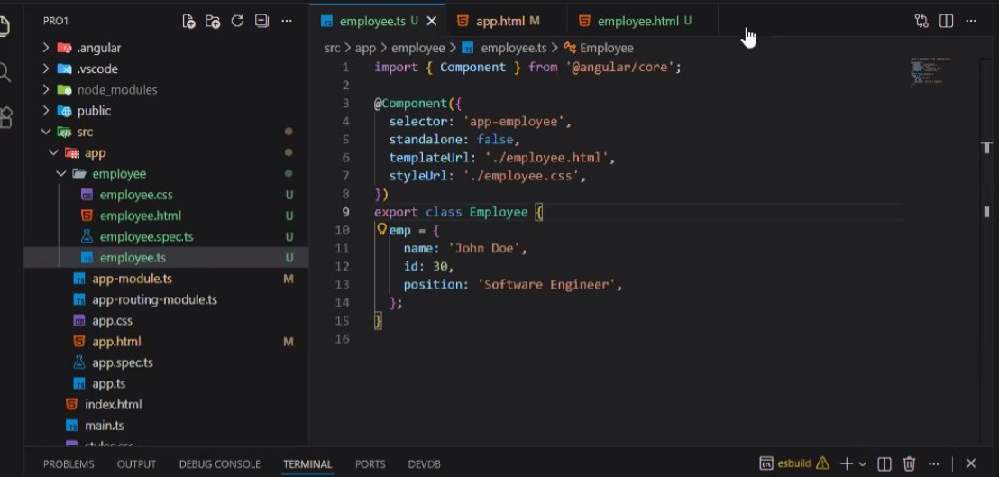 PRO1
.angular
.vscode
node_modules
public
src
app
employee
employee.css U
employee.html U
employee.spec.ts U
employee.ts U
app-module.ts M
app-routing-module.ts
app.css
app.html M
app.spec.ts
app.ts
index.html
main.ts
styles.css
employee.ts U
app.html M
employee.html U
src > app > employee > employee.ts > Employee
1 import { Component } from '@angular/core';
2
3 @Component({
4 selector: 'app-employee',
5 standalone: false,
6 templateUrl: './employee.html',
7 styleUrl: './employee.css',
8 })
9 export class Employee {
10 emp = {
11 name: 'John Doe',
12 id: 30,
13 position: 'Software Engineer',
14 };
15 }
16
PROBLEMS OUTPUT DEBUG CONSOLE TERMINAL PORTS DEVDB
esbuild